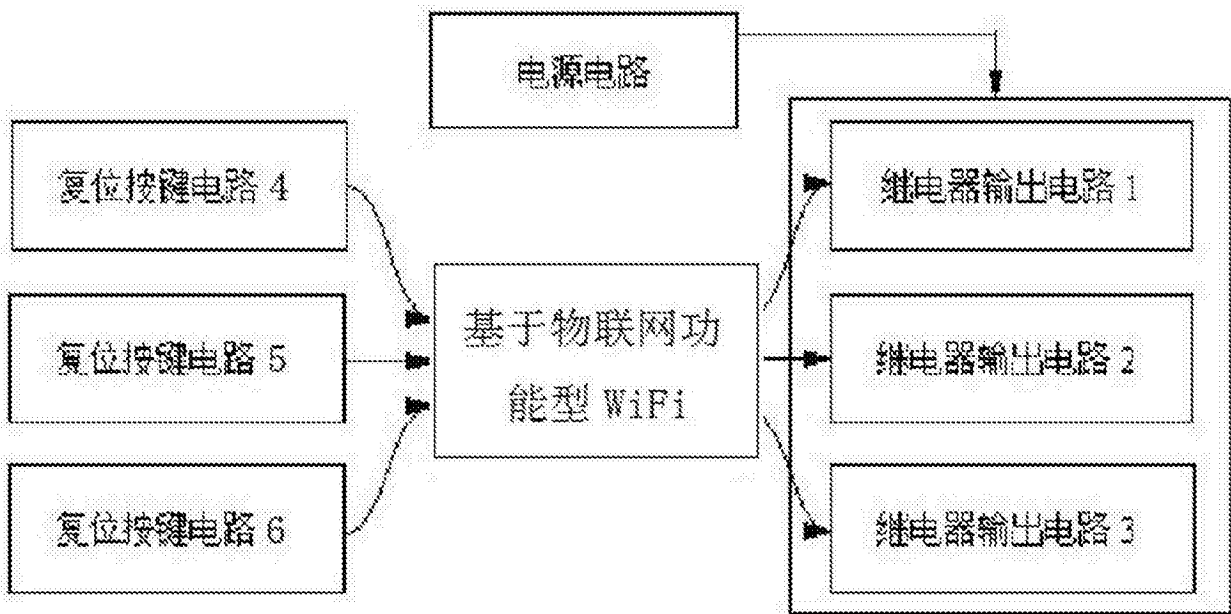 电源电路
复位按键电路 4
继电器输出电路 1
基于物联网功
能型 WiFi
复位按键电路 5
继电器输出电路 2
复位按键电路 6
继电器输出电路 3